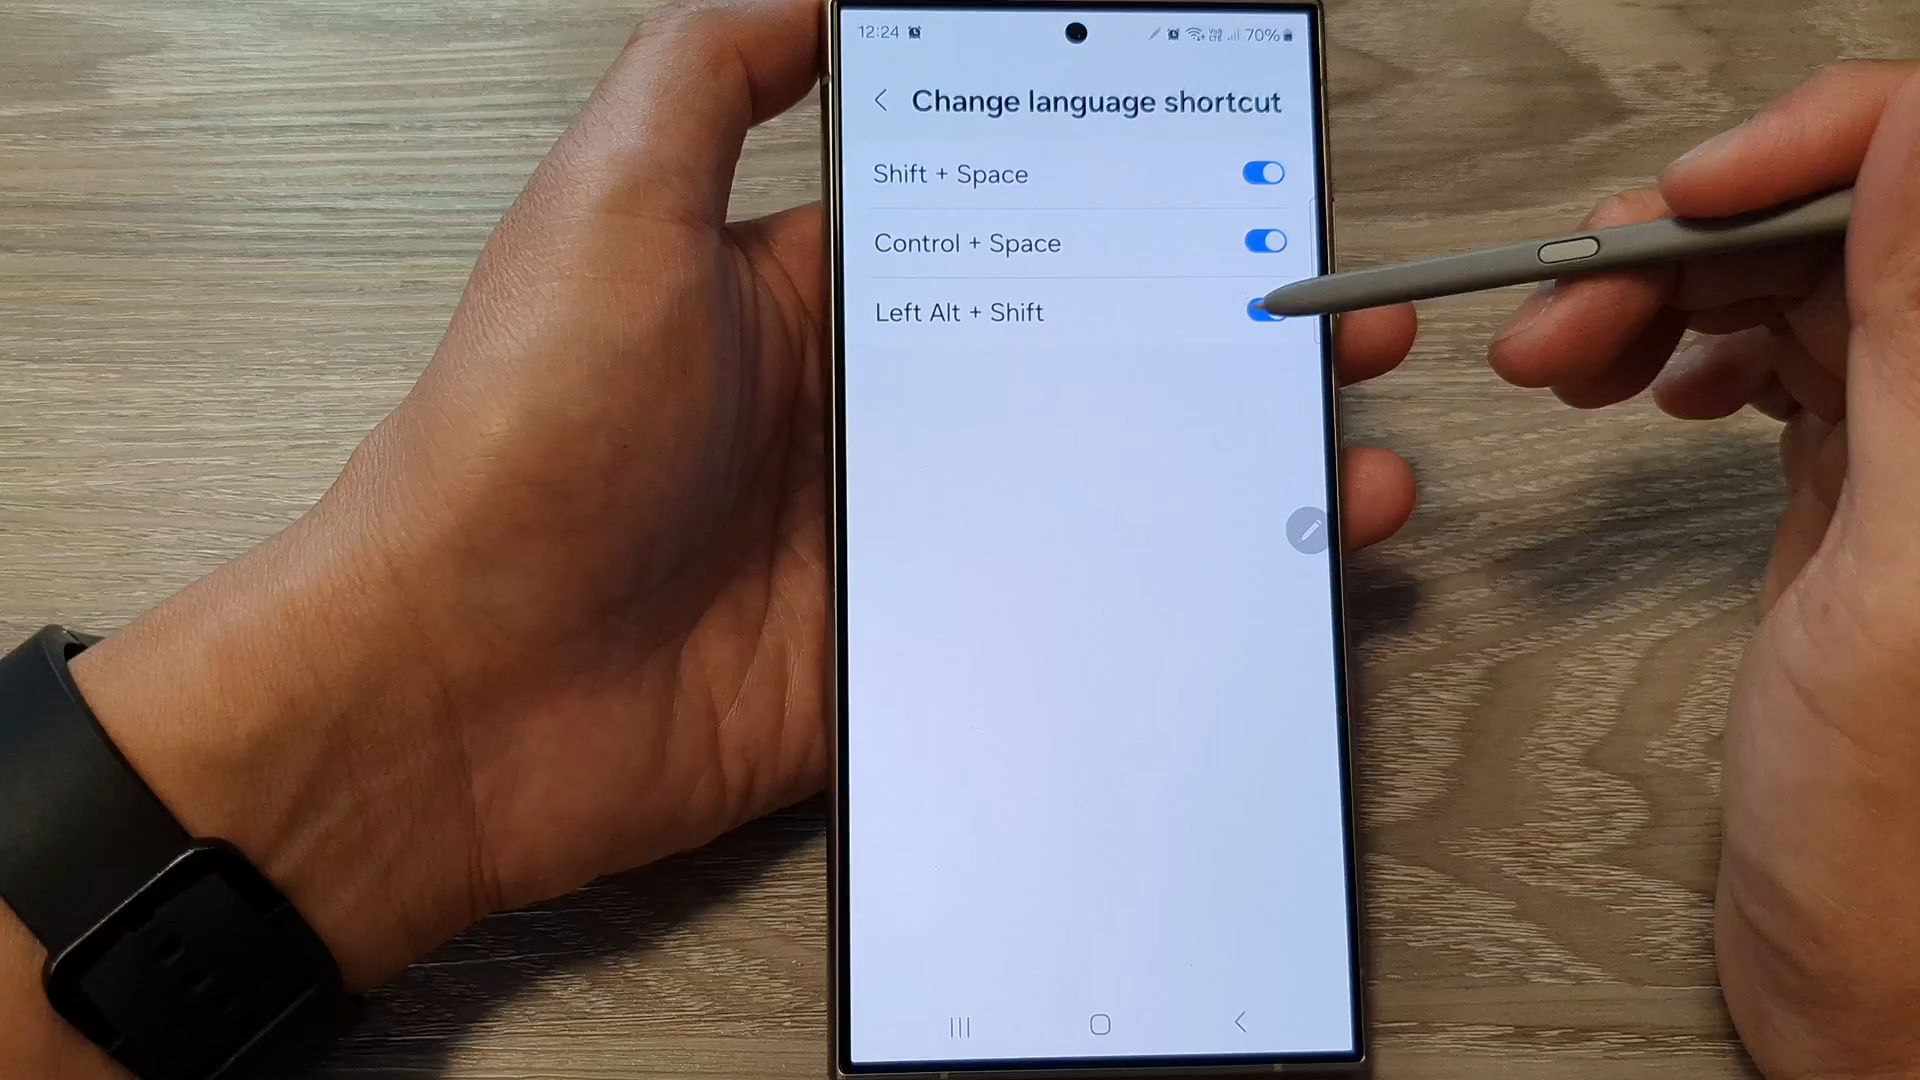 12:24 70%
Change language shortcut
Shift + Space
Control + Space
Left Alt + Shift